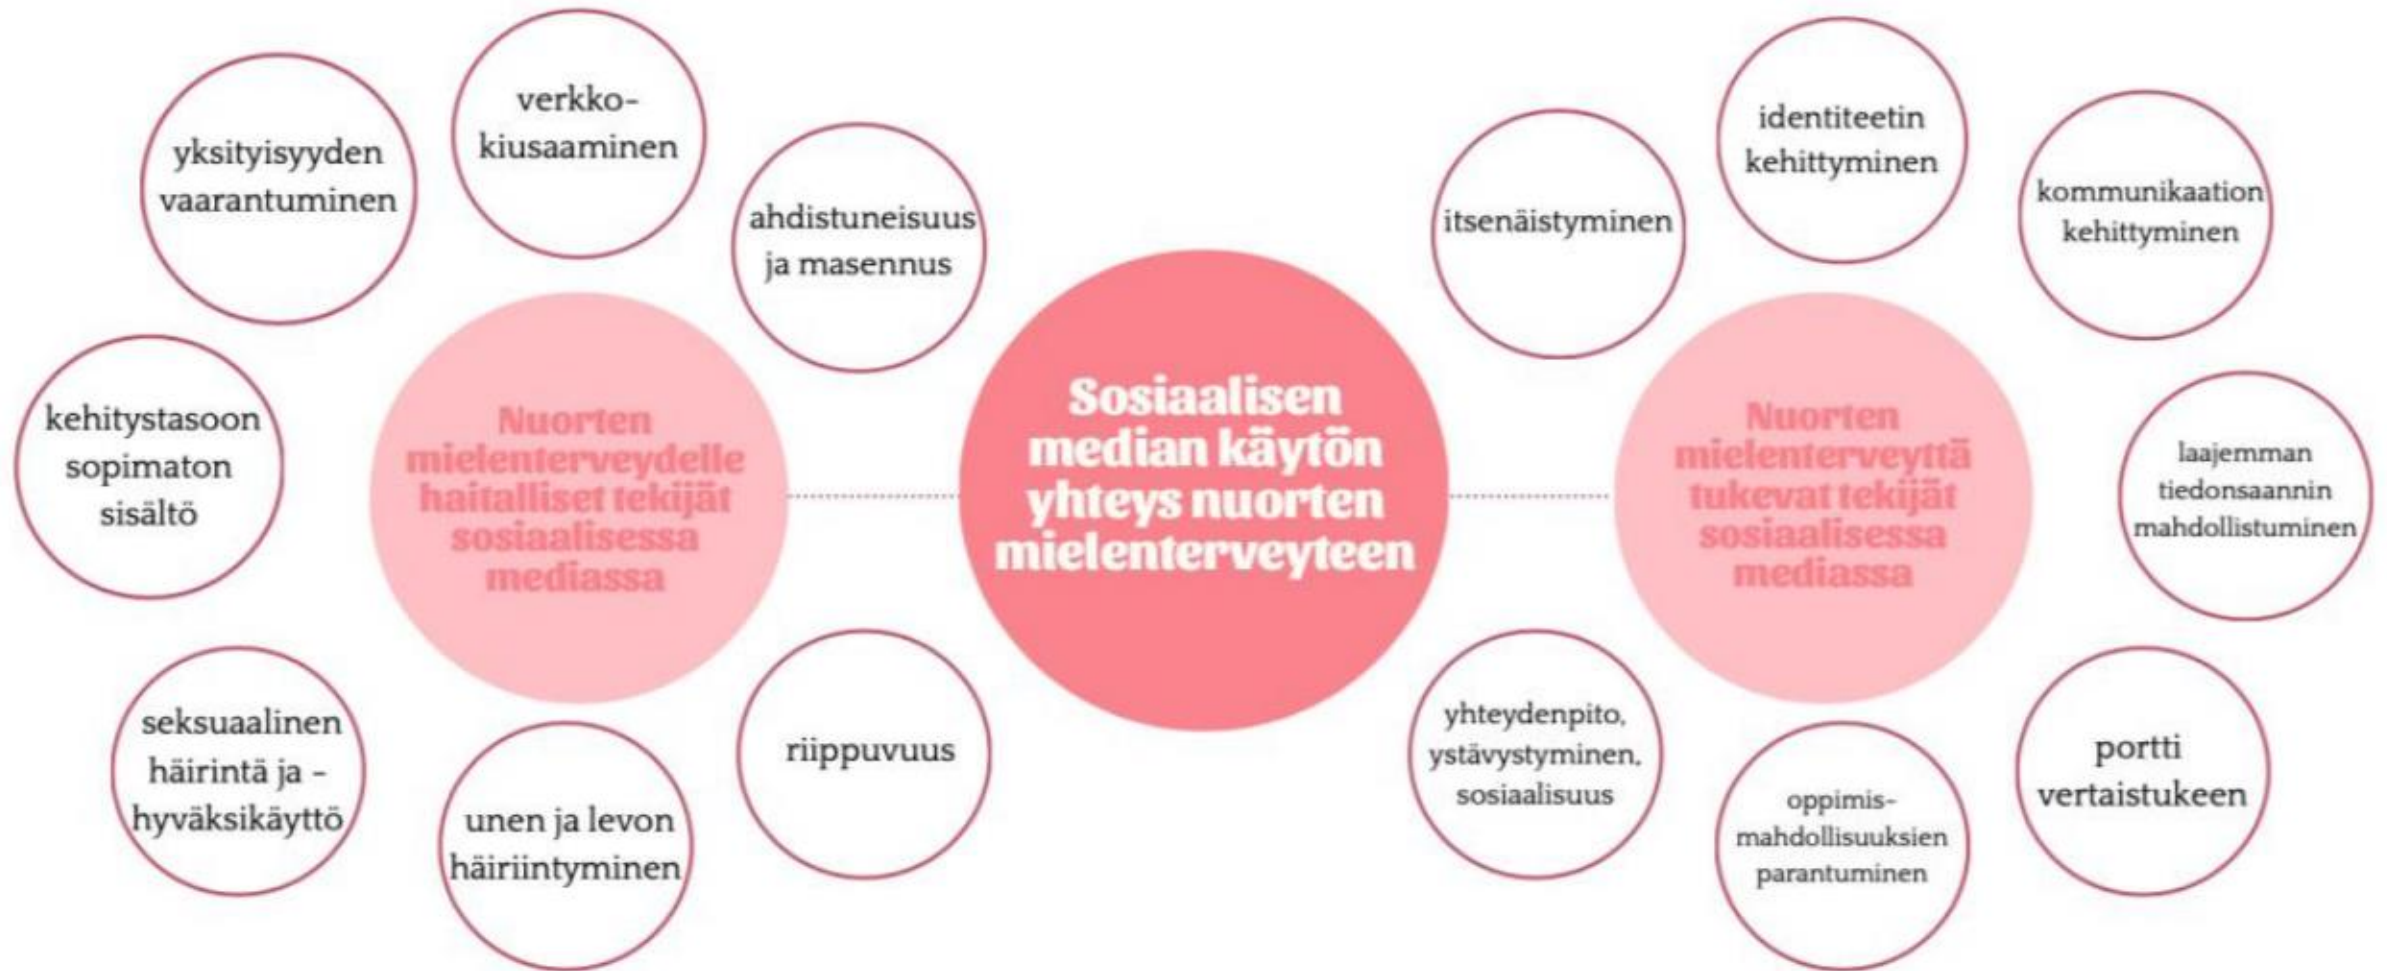 yksityisyyden
vaarantuminen
verkko-
kiusaaminen
ahdistuneisuus
ja masennus
kehitystasoon
sopimaton
sisältö
Nuorten
mielenterveydelle
haitalliset tekijät
sosiaalisessa
mediassa
seksuaalinen
häirintä ja -
hyväksikäyttö
unen ja levon
häiriintyminen
riippuvuus
Sosiaalisen
median käytön
yhteys nuorten
mielenterveyteen
itsenäistyminen
identiteetin
kehittyminen
kommunikaation
kehittyminen
Nuorten
mielenterveyttä
tukevat tekijät
sosiaalisessa
mediassa
laajemman
tiedonsaannin
mahdollistuminen
yhteydenpito,
ystävystyminen,
sosiaalisuus
oppimis-
mahdollisuuksien
parantuminen
portti
vertaistukeen